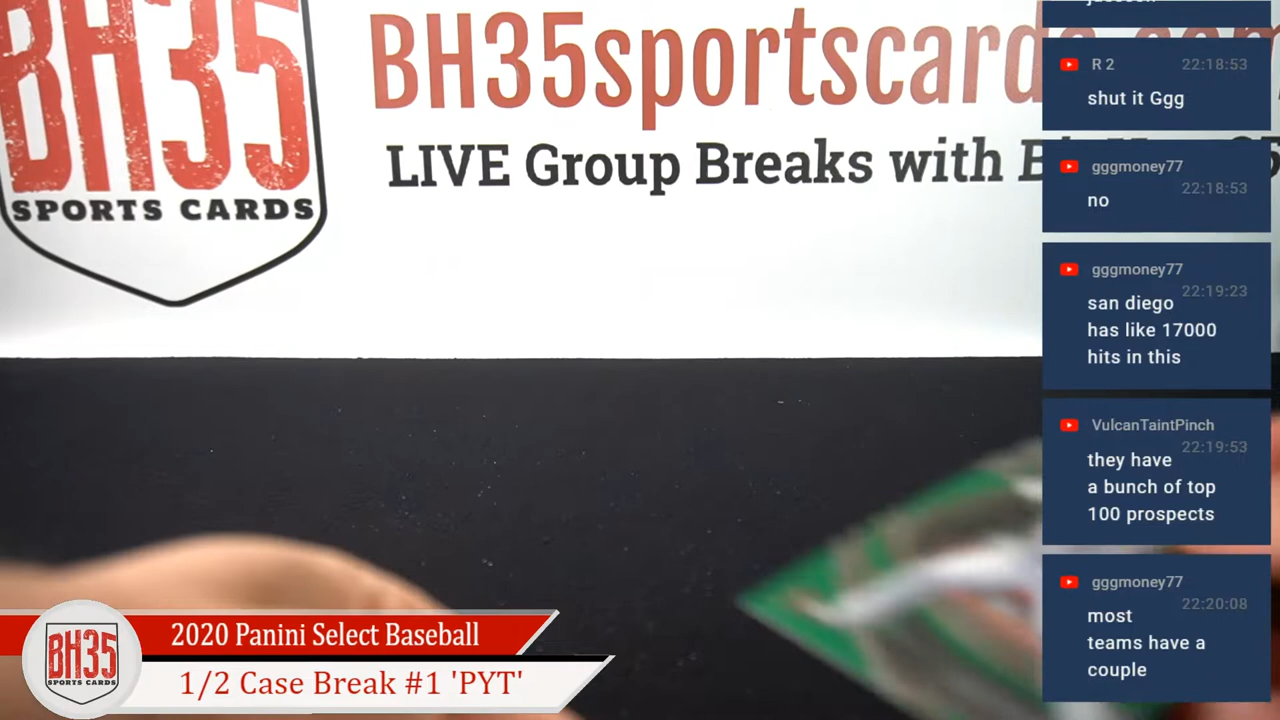 BH35
SPORTS CARDS
BH35sportscards.com
LIVE Group Breaks with B
R 2 22:18:53
shut it Ggg
gggmoney77
22:18:53
no
gggmoney77
22:19:23
san diego
has like 17000
hits in this
VulcanTaintPinch
22:19:53
they have
a bunch of top
100 prospects
gggmoney77
22:20:08
most
teams have a
couple
BH35
SPORTS CARDS
2020 Panini Select Baseball
1/2 Case Break #1 'PYT'